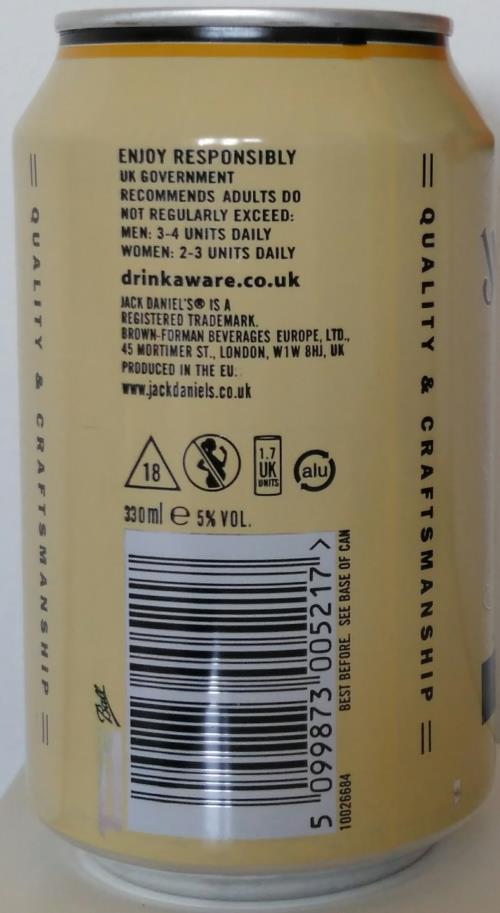 ENJOY RESPONSIBLY
UK GOVERNMENT
RECOMMENDS ADULTS DO
NOT REGULARLY EXCEED:
MEN: 3-4 UNITS DAILY
WOMEN: 2-3 UNITS DAILY
drinkaware.co.uk
JACK DANIEL'S® IS A
REGISTERED TRADEMARK.
BROWN-FORMAN BEVERAGES EUROPE, LTD.,
45 MORTIMER ST., LONDON, W1W 8HJ, UK
PRODUCED IN THE EU.
www.jackdaniels.co.uk
18
1.7
UK
UNITS
alu
330ml ℮ 5% VOL.
5 099873 005217 >
BEST BEFORE. SEE BASE OF CAN
10026684
Ball
QUALITY & CRAFTSMANSHIP
QUALITY & CRAFTSMANSHIP